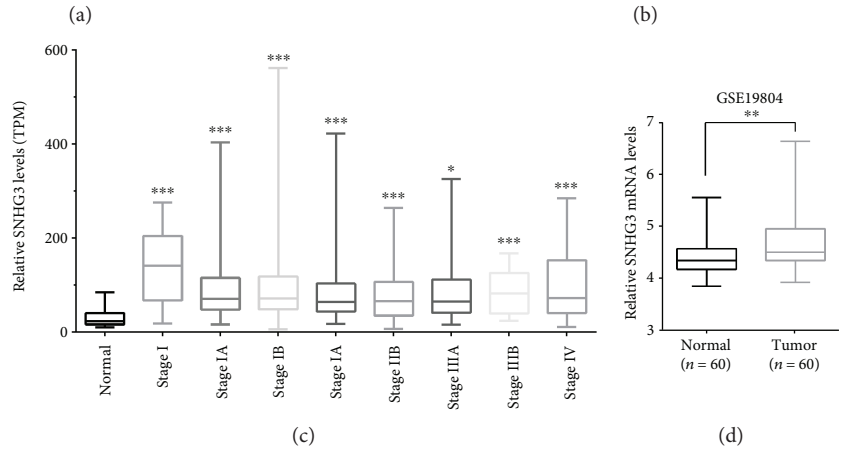 (a)
(b)
Relative SNHG3 levels (TPM)
600
400
200
0
***
***
***
***
***
*
***
***
Normal
Stage I
Stage IA
Stage IB
Stage IA
Stage IIB
Stage IIIA
Stage IIIB
Stage IV
(c)
GSE19804
**
Relative SNHG3 mRNA levels
7
6
5
4
3
Normal
(n = 60)
Tumor
(n = 60)
(d)